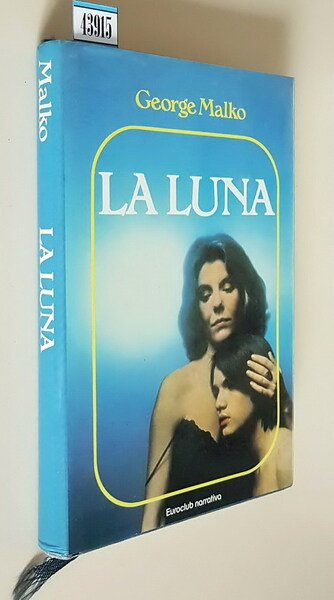 43915
Malko
LA LUNA
George Malko
LA LUNA
Euroclub narrativa